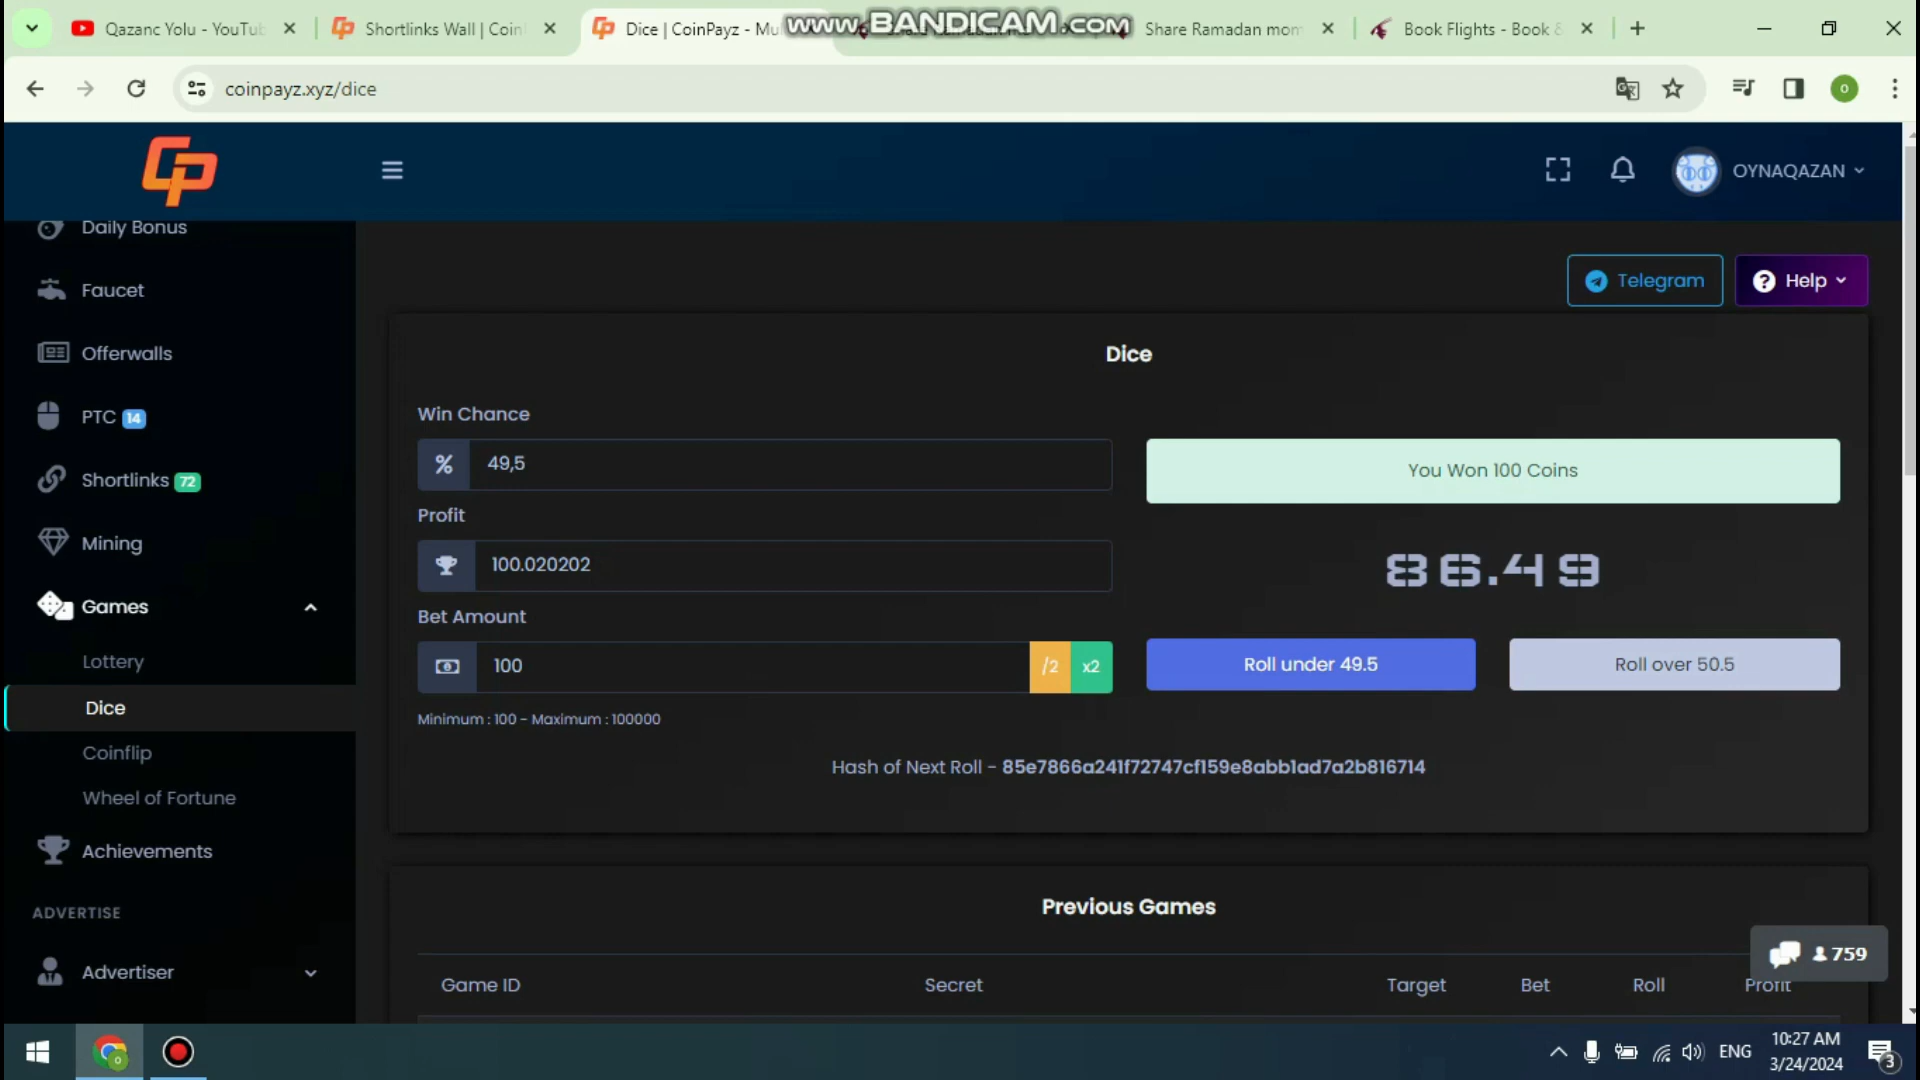 Qazanc Yolu - YouTub
Shortlinks Wall | Coin
Dice | CoinPayz - Mu
www.BANDICAM.com
Share Ramadan mom
Book Flights - Book &
coinpayz.xyz/dice
OYNAQAZAN
Daily Bonus
Faucet
Offerwalls
PTC 14
Shortlinks 72
Mining
Games
Lottery
Dice
Coinflip
Wheel of Fortune
Achievements
ADVERTISE
Advertiser
Telegram
Help
Dice
Win Chance
% 49,5
Profit
100.020202
Bet Amount
100 /2 x2
Minimum : 100 - Maximum : 100000
You Won 100 Coins
86.49
Roll under 49.5
Roll over 50.5
Hash of Next Roll - 85e7866a241f72747cf159e8abb1ad7a2b816714
Previous Games
Game ID Secret Target Bet Roll Profit
759
ENG
10:27 AM
3/24/2024
3